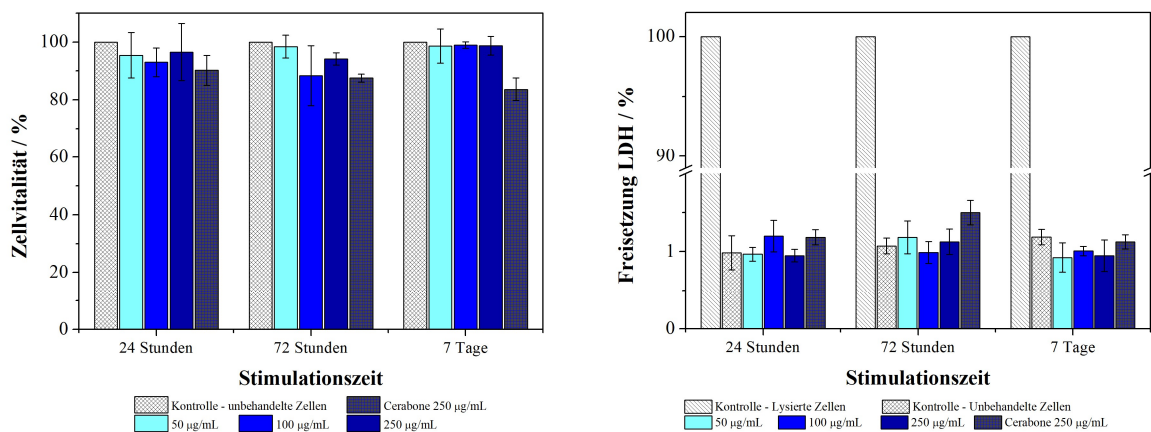 Zellvitalität / %
100
80
60
40
20
0
24 Stunden
72 Stunden
7 Tage
Stimulationszeit
Kontrolle - unbehandelte Zellen
Cerabone 250 µg/mL
50 µg/mL
100 µg/mL
250 µg/mL
Freisetzung LDH / %
100
90
1
0
24 Stunden
72 Stunden
7 Tage
Stimulationszeit
Kontrolle - Lysierte Zellen
Kontrolle - Unbehandelte Zellen
50 µg/mL
100 µg/mL
250 µg/mL
Cerabone 250 µg/mL